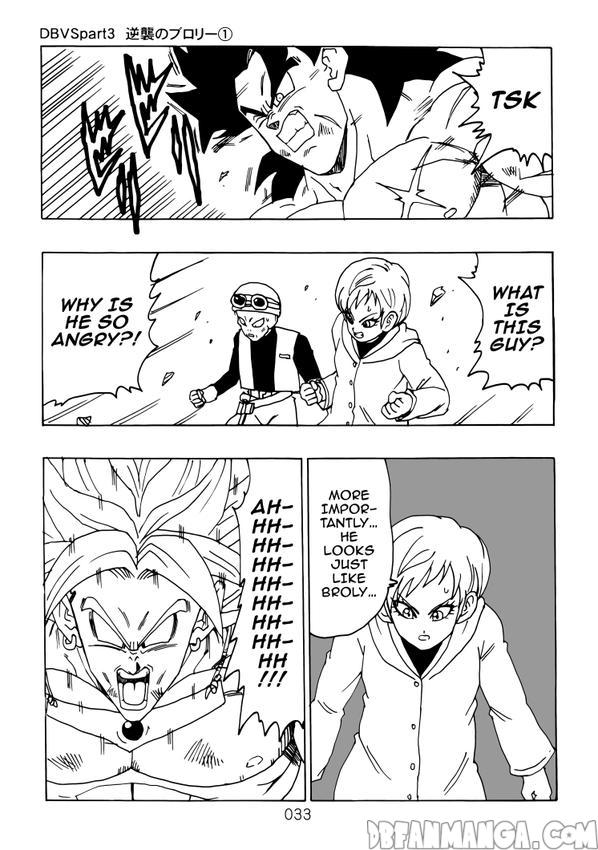 DBVSpart3 逆襲のブロリー①
TSK
WHAT
IS
THIS
GUY?
WHY IS
HE SO
ANGRY?!
MORE
IMPOR-
TANTLY...
HE
LOOKS
JUST
LIKE
BROLY...
AH-
HH-
HH-
HH-
HH-
HH-
HH-
HH-
HH
!!!
033
DBFANMANGA.COM